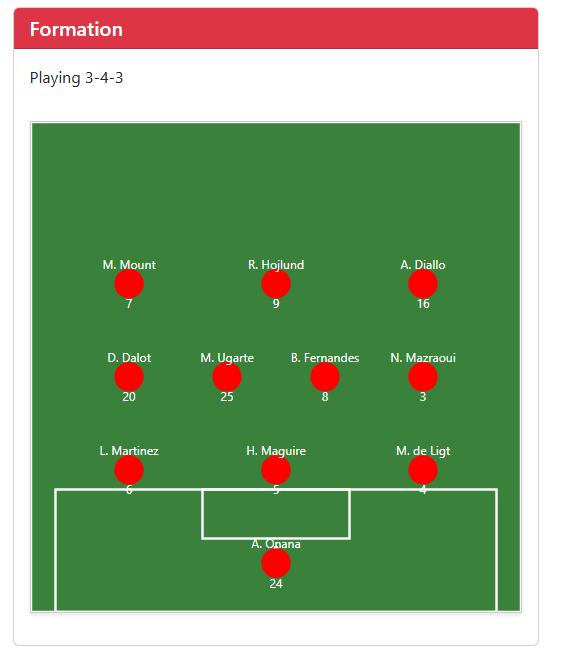 Formation
Playing 3-4-3
M. Mount
R. Hojlund
A. Diallo
7
9
16
D. Dalot
M. Ugarte
B. Fernandes
N. Mazraoui
20
25
8
3
L. Martinez
H. Maguire
M. de Ligt
6
5
4
A. Onana
24